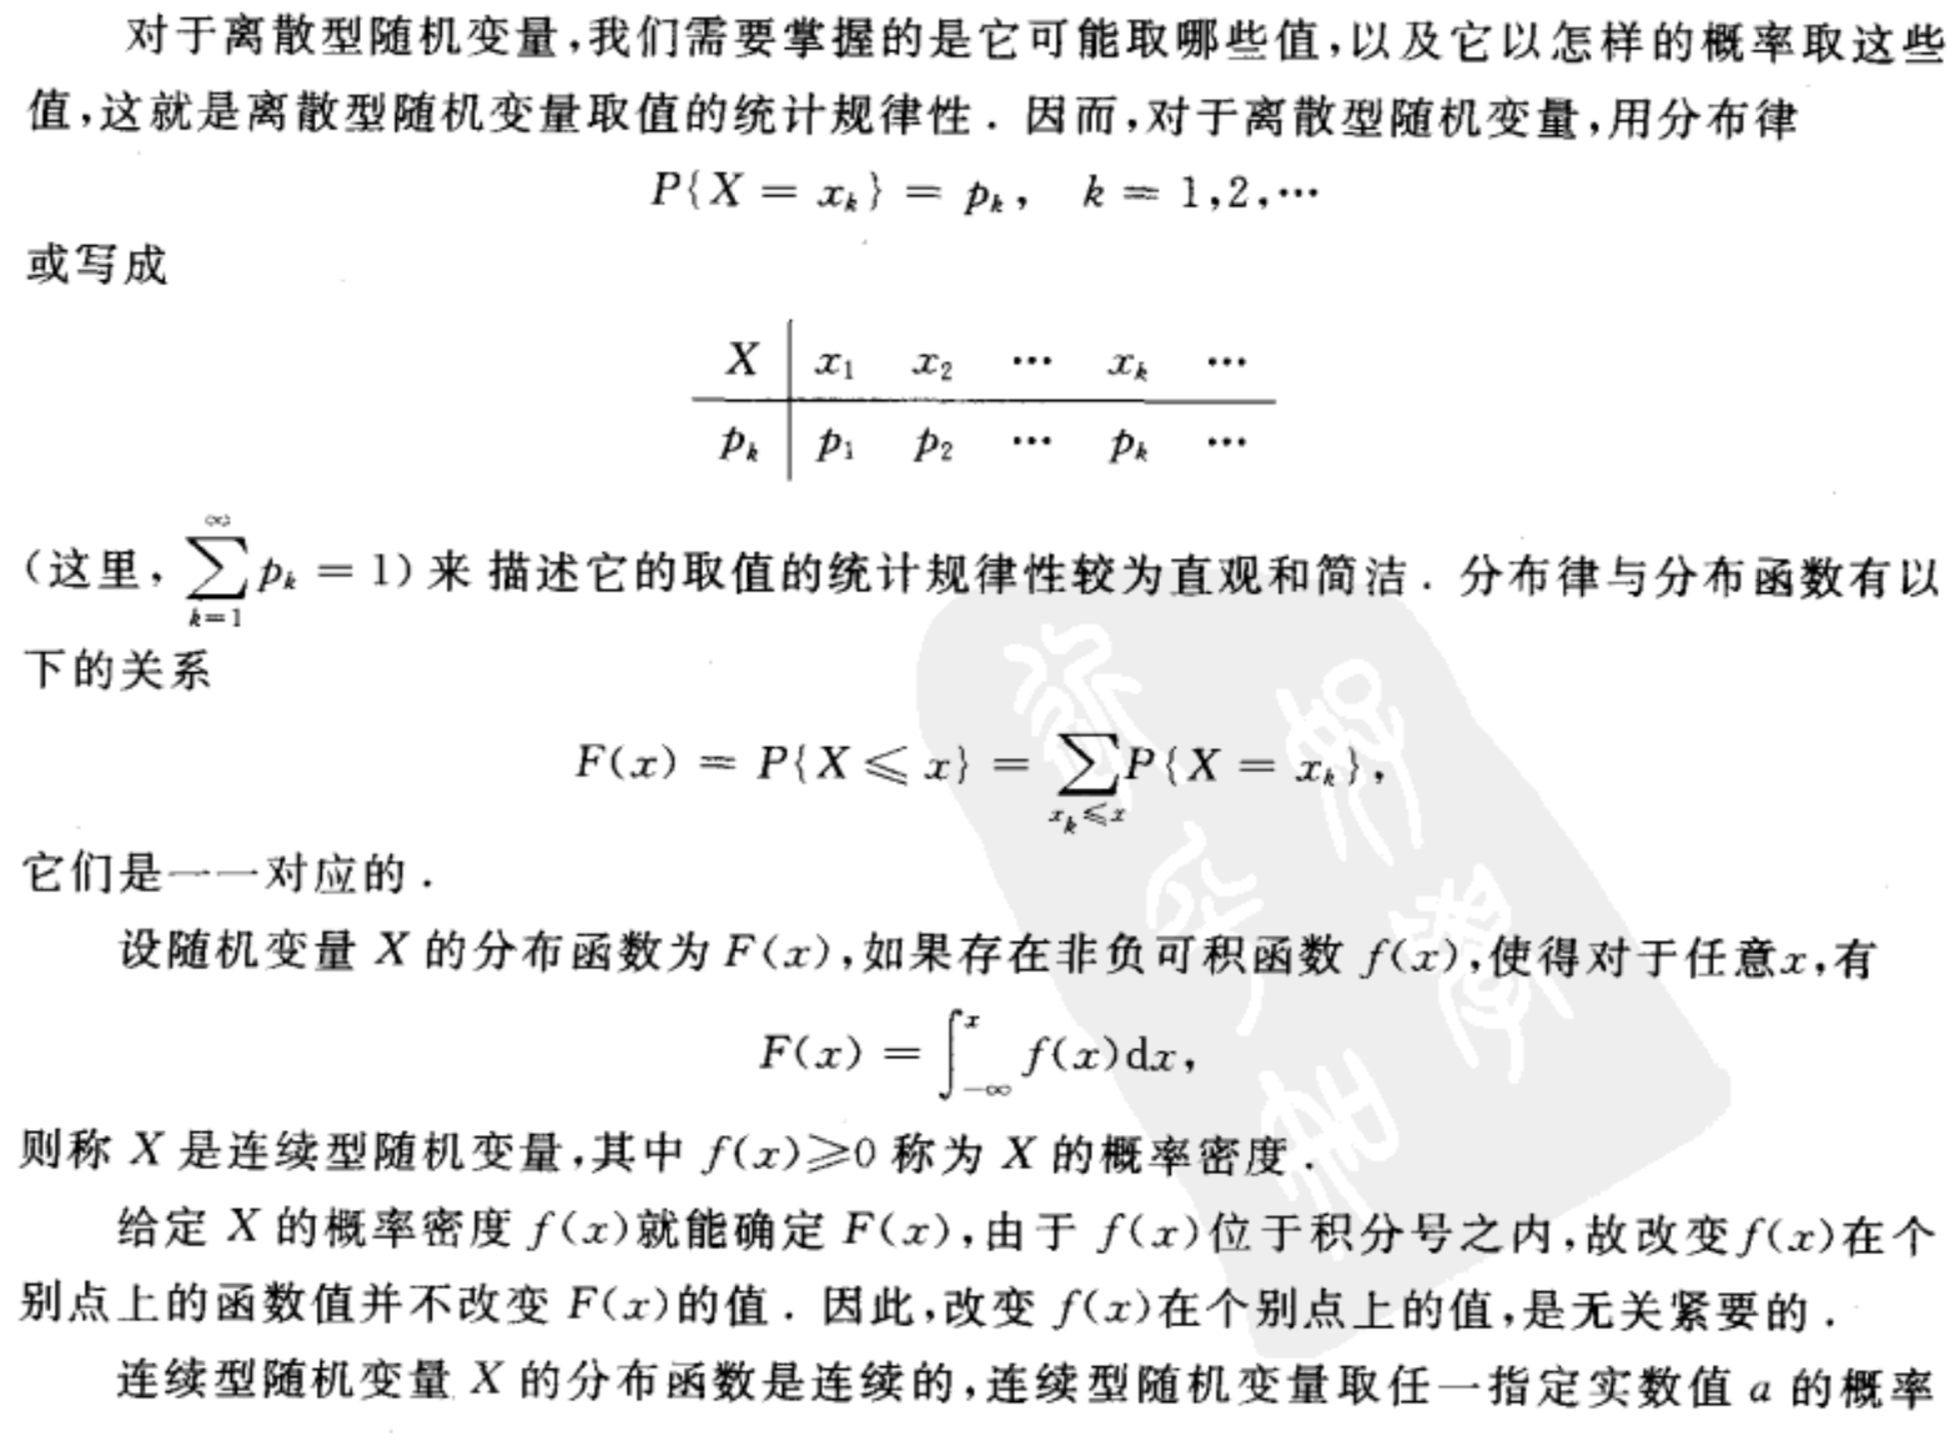 对于离散型随机变量,我们需要掌握的是它可能取哪些值,以及它以怎样的概率取这些
值,这就是离散型随机变量取值的统计规律性. 因而,对于离散型随机变量,用分布律
P{X = x_k} = p_k, k = 1,2,…
或写成
X | x_1 x_2 … x_k …
p_k | p_1 p_2 … p_k …
(这里, \sum_{k=1}^{∞} p_k = 1)来描述它的取值的统计规律性较为直观和简洁. 分布律与分布函数有以
下的关系
F(x) = P{X ⩽ x} = \sum_{x_k⩽x} P{X = x_k},
它们是一一对应的.
设随机变量 X 的分布函数为 F(x),如果存在非负可积函数 f(x),使得对于任意x,有
F(x) = \int_{-∞}^{x} f(x)dx,
则称 X 是连续型随机变量,其中 f(x)⩾0 称为 X 的概率密度.
给定 X 的概率密度 f(x)就能确定 F(x),由于 f(x)位于积分号之内,故改变f(x)在个
别点上的函数值并不改变 F(x)的值. 因此,改变 f(x)在个别点上的值,是无关紧要的.
连续型随机变量 X 的分布函数是连续的,连续型随机变量取任一指定实数值 a 的概率